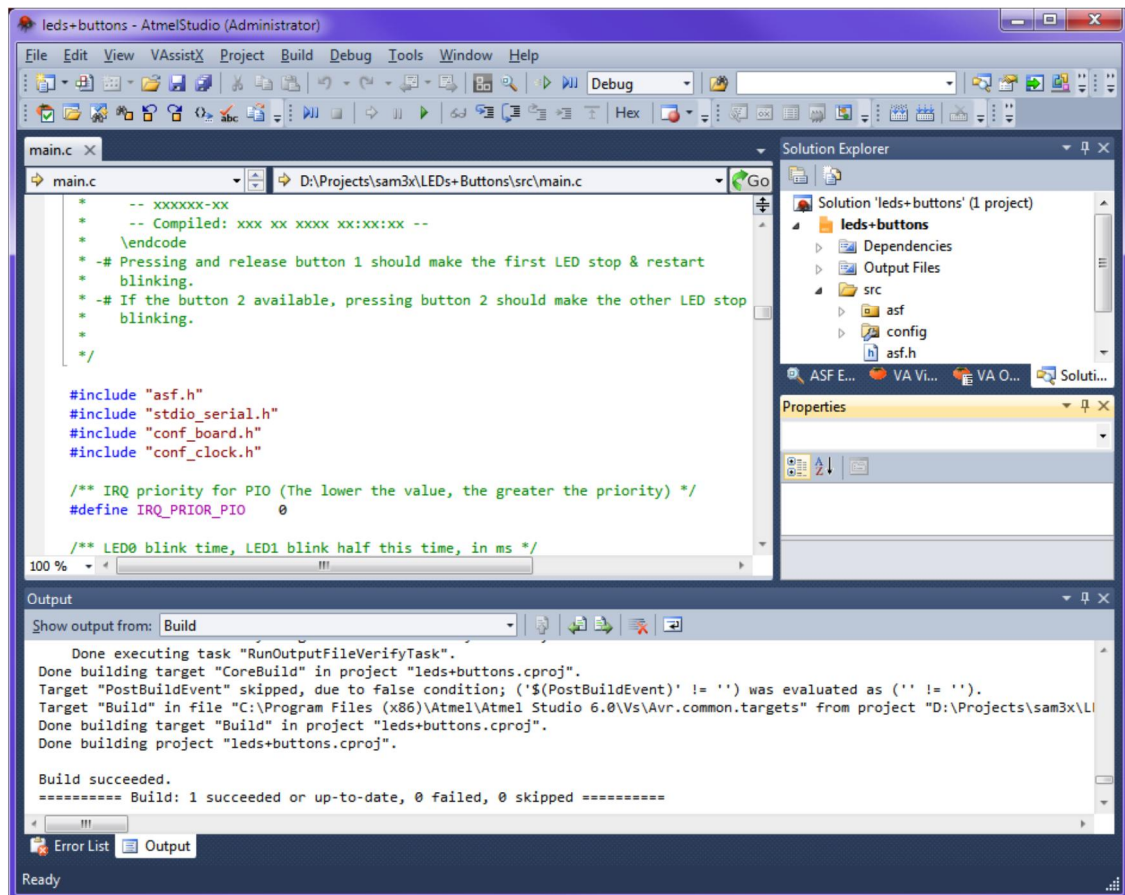 leds+buttons - AtmelStudio (Administrator)
File Edit View VAssistX Project Build Debug Tools Window Help
Debug
Hex
main.c
main.c D:\Projects\sam3x\LEDs+Buttons\src\main.c Go
* -- xxxxxx-xx
* -- Compiled: xxx xx xxxx xx:xx:xx --
* \endcode
* -# Pressing and release button 1 should make the first LED stop & restart
* blinking.
* -# If the button 2 available, pressing button 2 should make the other LED stop
* blinking.
*
*/
#include "asf.h"
#include "stdio_serial.h"
#include "conf_board.h"
#include "conf_clock.h"
/** IRQ priority for PIO (The lower the value, the greater the priority) */
#define IRQ_PRIOR_PIO 0
/** LED0 blink time, LED1 blink half this time, in ms */
100 %
Solution Explorer
Solution 'leds+buttons' (1 project)
leds+buttons
Dependencies
Output Files
src
asf
config
asf.h
ASF E... VA Vi... VA O... Soluti...
Properties
Output
Show output from: Build
Done executing task "RunOutputFileVerifyTask".
Done building target "CoreBuild" in project "leds+buttons.cproj".
Target "PostBuildEvent" skipped, due to false condition; ('$(PostBuildEvent)' != '') was evaluated as ('' != '').
Target "Build" in file "C:\Program Files (x86)\Atmel\Atmel Studio 6.0\Vs\Avr.common.targets" from project "D:\Projects\sam3x\L
Done building target "Build" in project "leds+buttons.cproj".
Done building project "leds+buttons.cproj".
Build succeeded.
========== Build: 1 succeeded or up-to-date, 0 failed, 0 skipped ==========
Error List Output
Ready